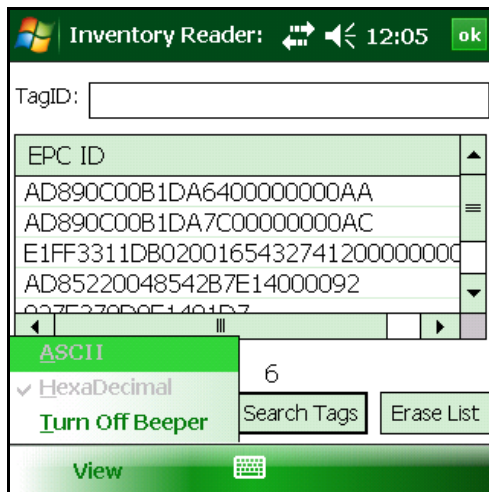 Inventory Reader: 12:05 ok
TagID:
EPC ID
AD890C00B1DA6400000000AA
AD890C00B1DA7C00000000AC
E1FF3311DB02001654327412000000
AD85220048542B7E14000092
ASCII
HexaDecimal
Turn Off Beeper
6
Search Tags
Erase List
View